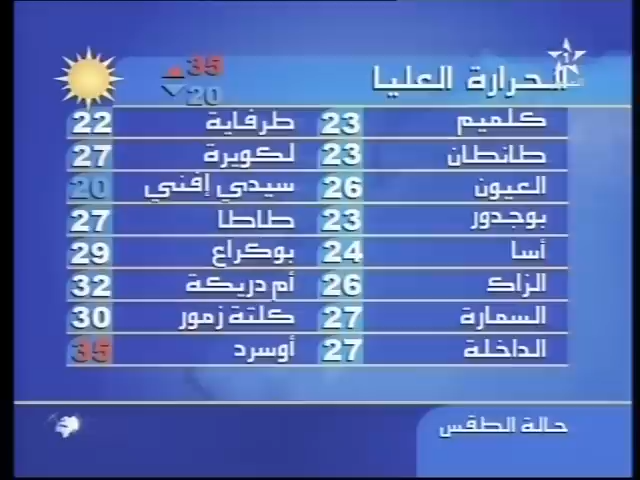 الحرارة العليا
35
20
كلميم 23 طرفاية 22
طانطان 23 لكويرة 27
العيون 26 سيدي إفني 20
بوجدور 23 طاطا 27
أسا 24 بوكراع 29
الزاك 26 أم دريكة 32
السمارة 27 كلتة زمور 30
الداخلة 27 أوسرد 35
حالة الطقس